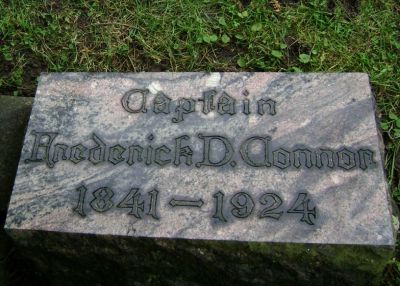 Captain
Frederick D. Connor
1841 – 1924